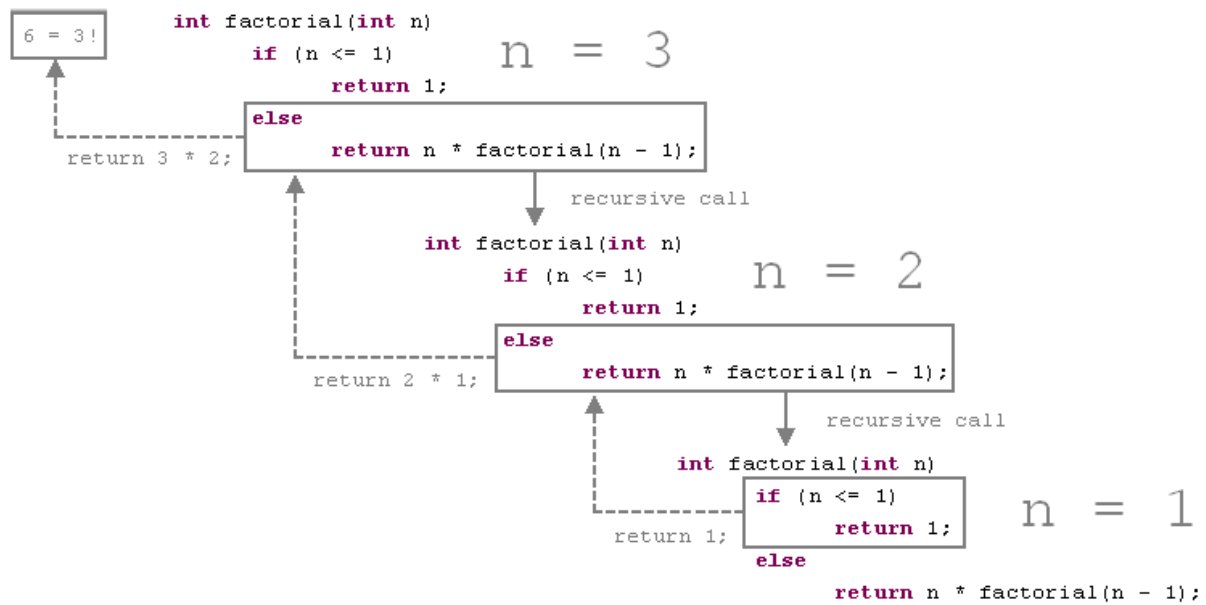 6 = 3!
int factorial(int n)
if (n <= 1)
return 1;
n = 3
else
return n * factorial(n - 1);
return 3 * 2;
recursive call
int factorial(int n)
if (n <= 1)
return 1;
n = 2
else
return n * factorial(n - 1);
return 2 * 1;
recursive call
int factorial(int n)
if (n <= 1)
return 1;
n = 1
return 1;
else
return n * factorial(n - 1);